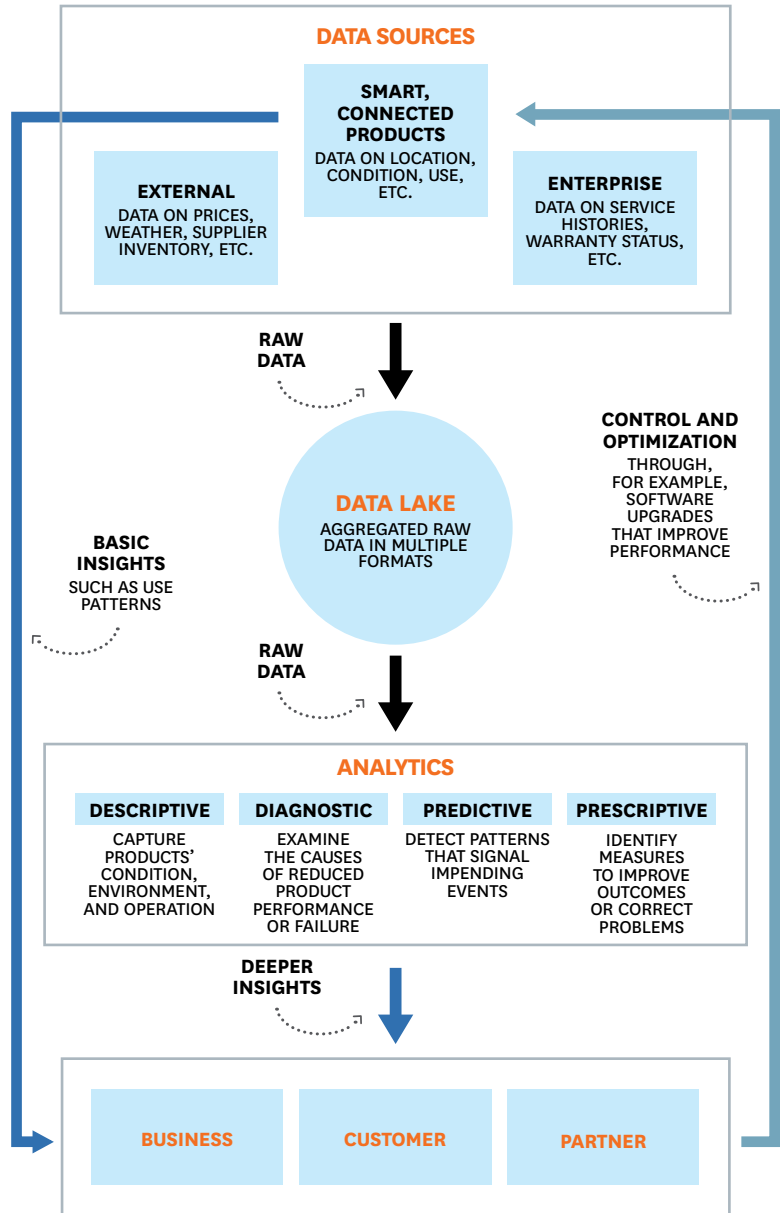 DATA SOURCES
SMART,
CONNECTED
PRODUCTS
DATA ON LOCATION,
CONDITION, USE,
ETC.
EXTERNAL
DATA ON PRICES,
WEATHER, SUPPLIER
INVENTORY, ETC.
ENTERPRISE
DATA ON SERVICE
HISTORIES,
WARRANTY STATUS,
ETC.
RAW
DATA
CONTROL AND
OPTIMIZATION
THROUGH,
FOR EXAMPLE,
SOFTWARE
UPGRADES
THAT IMPROVE
PERFORMANCE
DATA LAKE
AGGREGATED RAW
DATA IN MULTIPLE
FORMATS
BASIC
INSIGHTS
SUCH AS USE
PATTERNS
RAW
DATA
ANALYTICS
DESCRIPTIVE
CAPTURE
PRODUCTS’
CONDITION,
ENVIRONMENT,
AND OPERATION
DIAGNOSTIC
EXAMINE
THE CAUSES
OF REDUCED
PRODUCT
PERFORMANCE
OR FAILURE
PREDICTIVE
DETECT PATTERNS
THAT SIGNAL
IMPENDING
EVENTS
PRESCRIPTIVE
IDENTIFY
MEASURES
TO IMPROVE
OUTCOMES
OR CORRECT
PROBLEMS
DEEPER
INSIGHTS
BUSINESS
CUSTOMER
PARTNER